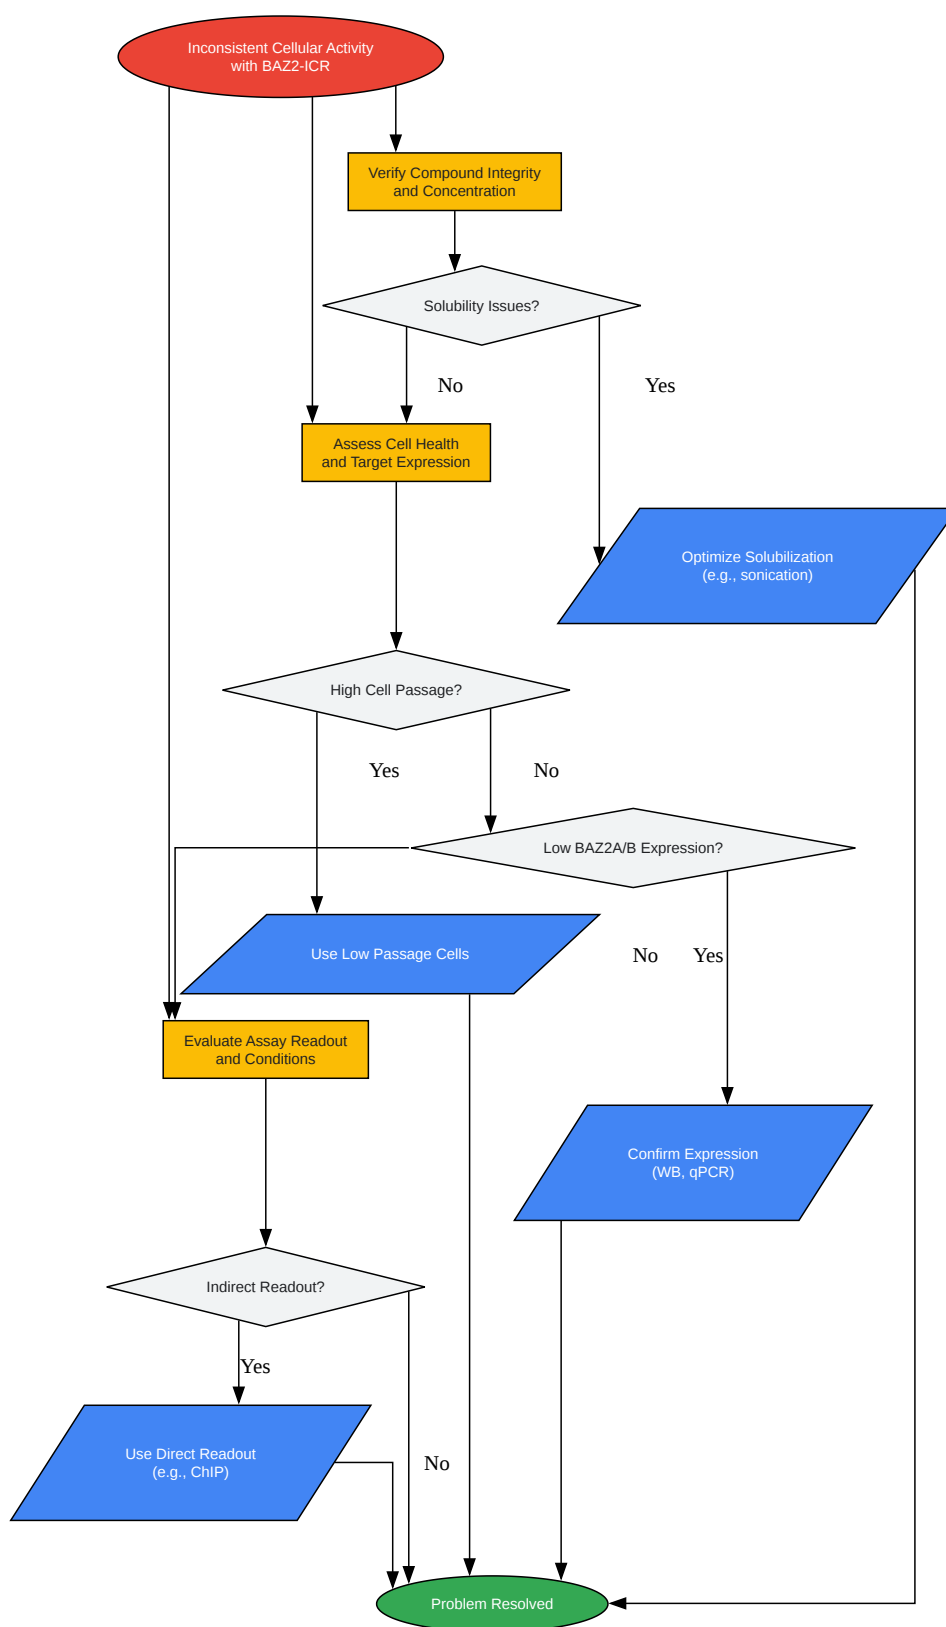 Inconsistent Cellular Activity
with BAZ2-ICR
Verify Compound Integrity
and Concentration
Solubility Issues?
No
Yes
Assess Cell Health
and Target Expression
Optimize Solubilization
(e.g., sonication)
High Cell Passage?
Yes
No
Low BAZ2A/B Expression?
Use Low Passage Cells
No
Yes
Evaluate Assay Readout
and Conditions
Confirm Expression
(WB, qPCR)
Indirect Readout?
Yes
Use Direct Readout
(e.g., ChIP)
No
Problem Resolved